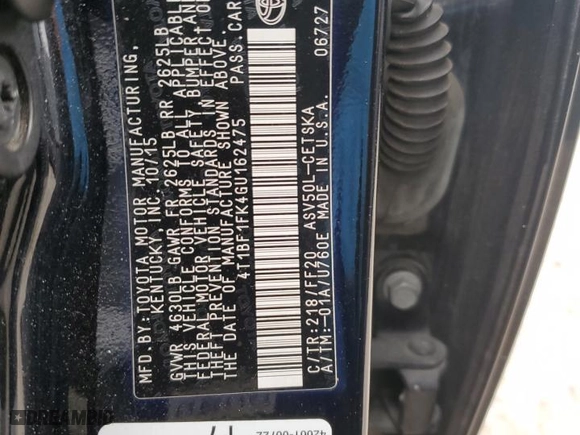 MFD.BY:TOYOTA MOTOR MANUFACTURING,
KENTUCKY, INC. 10/15
GVWR 4630LB GAWR FR 2625LB RR 2625LB
THIS VEHICLE CONFORMS TO ALL APPLICABLE
FEDERAL MOTOR VEHICLE SAFETY BUMPER, AND
THEFT PREVENTION STANDARDS IN EFFECT ON
THE DATE OF MANUFACTURE SHOWN ABOVE.
4T1BF1FK4GU162475 PASS.CAR
C/TR:218/FF20 ASV50L-CETSKA
A/TM:-01A/U760E MADE IN U.S.A. 06727
DREAMBID